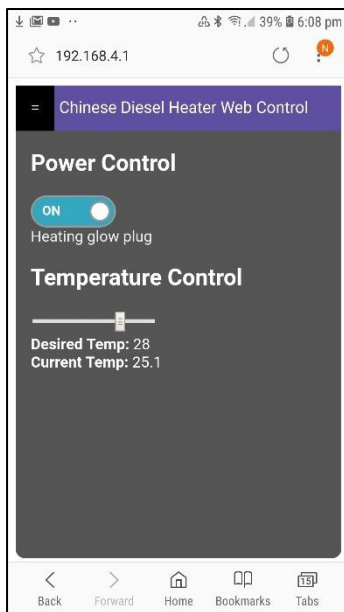 39% 6:08 pm
192.168.4.1
N
= Chinese Diesel Heater Web Control
Power Control
ON
Heating glow plug
Temperature Control
Desired Temp: 28
Current Temp: 25.1
15
Back Forward Home Bookmarks Tabs